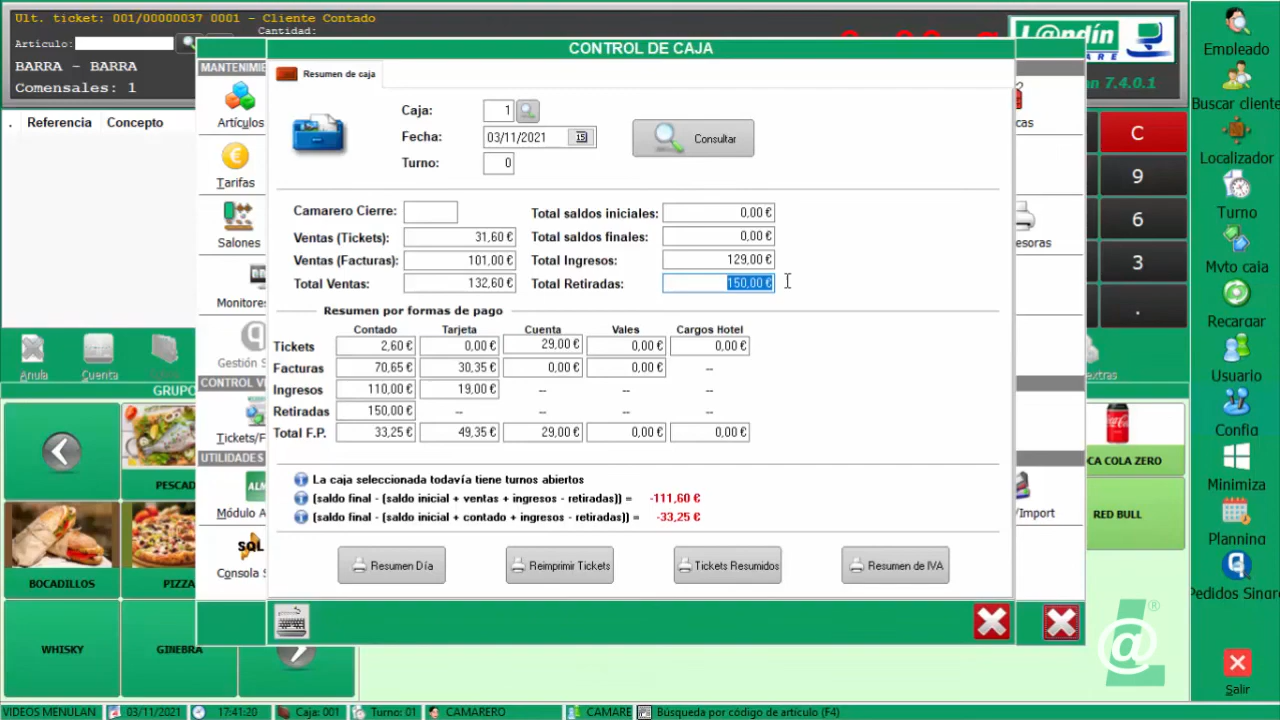 Ult. ticket: 001/00000037 0001 - Cliente Contado
Articulo:
Cantidad:
BARRA - BARRA
Comensales: 1
L@ndín
7.4.0.1
. Referencia Concepto
Anula
Cuenta
GRUPO
PESCAD
BOCADILLOS
PIZZA
WHISKY
GINEBRA
MANTENIMIE
Artículos
Tarifas
Salones
Monitores
Gestión S
CONTROL VE
Tickets/F
UTILIDADES
Módulo A
SQL
Consola S
CONTROL DE CAJA
Resumen de caja
Caja: 1
Fecha: 03/11/2021 15
Turno: 0
Consultar
Camarero Cierre:
Ventas (Tickets): 31,60 €
Ventas (Facturas): 101,00 €
Total Ventas: 132,60 €
Total saldos iniciales: 0,00 €
Total saldos finales: 0,00 €
Total Ingresos: 129,00 €
Total Retiradas: 150,00 €
Resumen por formas de pago
Contado Tarjeta Cuenta Vales Cargos Hotel
Tickets 2,60 € 0,00 € 29,00 € 0,00 € 0,00 €
Facturas 70,65 € 30,35 € 0,00 € 0,00 € --
Ingresos 110,00 € 19,00 € -- -- --
Retiradas 150,00 € -- -- -- --
Total F.P. 33,25 € 49,35 € 29,00 € 0,00 € 0,00 €
La caja seleccionada todavía tiene turnos abiertos
(saldo final - (saldo inicial + ventas + ingresos - retiradas)) = -111,60 €
(saldo final - (saldo inicial + contado + ingresos - retiradas)) = -33,25 €
Resumen Día
Reimprimir Tickets
Tickets Resumidos
Resumen de IVA
cas
esoras
/Import
C
9
6
3
.
extras
CA COLA ZERO
RED BULL
Empleado
Buscar cliente
Localizador
Turno
Mvto caja
Recargar
Usuario
Config
Minimiza
Planning
Pedidos Sinar
Salir
VIDEOS MENULAN 03/11/2021 17:41:20 Caja: 001 Turno: 01 CAMARERO CAMARE Búsqueda por código de artículo (F4)